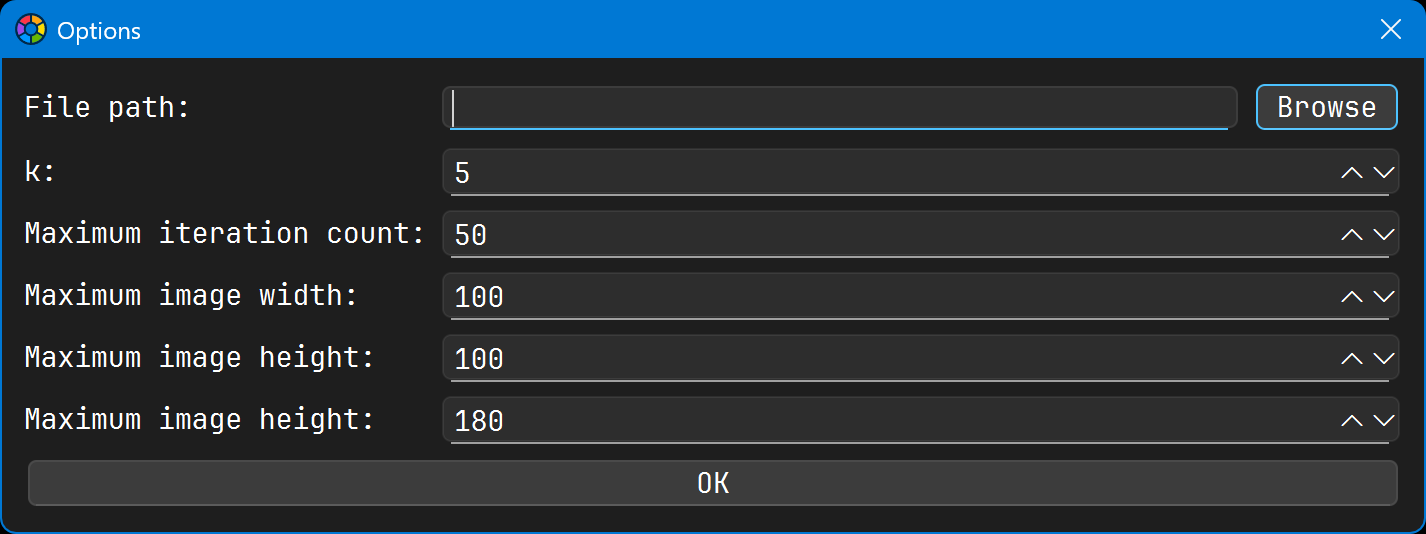 Options
File path: Browse
k: 5
Maximum iteration count: 50
Maximum image width: 100
Maximum image height: 100
Maximum image height: 180
OK